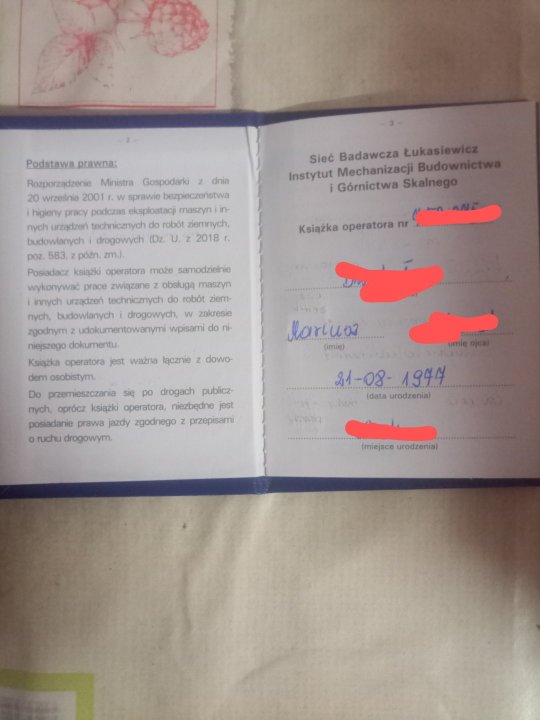 - 2 -
Podstawa prawna:
Rozporządzenie Ministra Gospodarki z dnia
20 września 2001 r. w sprawie bezpieczeństwa
i higieny pracy podczas eksploatacji maszyn i in-
nych urządzeń technicznych do robót ziemnych,
budowlanych i drogowych (Dz. U. z 2018 r.
poz. 583, z późn. zm.).
Posiadacz książki operatora może samodzielnie
wykonywać prace związane z obsługą maszyn
i innych urządzeń technicznych do robót ziem-
nych, budowlanych i drogowych, w zakresie
zgodnym z udokumentowanymi wpisami do ni-
niejszego dokumentu.
Książka operatora jest ważna łącznie z dowo-
dem osobistym.
Do przemieszczania się po drogach publicz-
nych, oprócz książki operatora, niezbędne jest
posiadanie prawa jazdy zgodnego z przepisami
o ruchu drogowym.
- 3 -
Sieć Badawcza Łukasiewicz
Instytut Mechanizacji Budownictwa
i Górnictwa Skalnego
Książka operatora nr
Mariusz
(imię) (imię ojca)
21-08-1977
(data urodzenia)
(miejsce urodzenia)